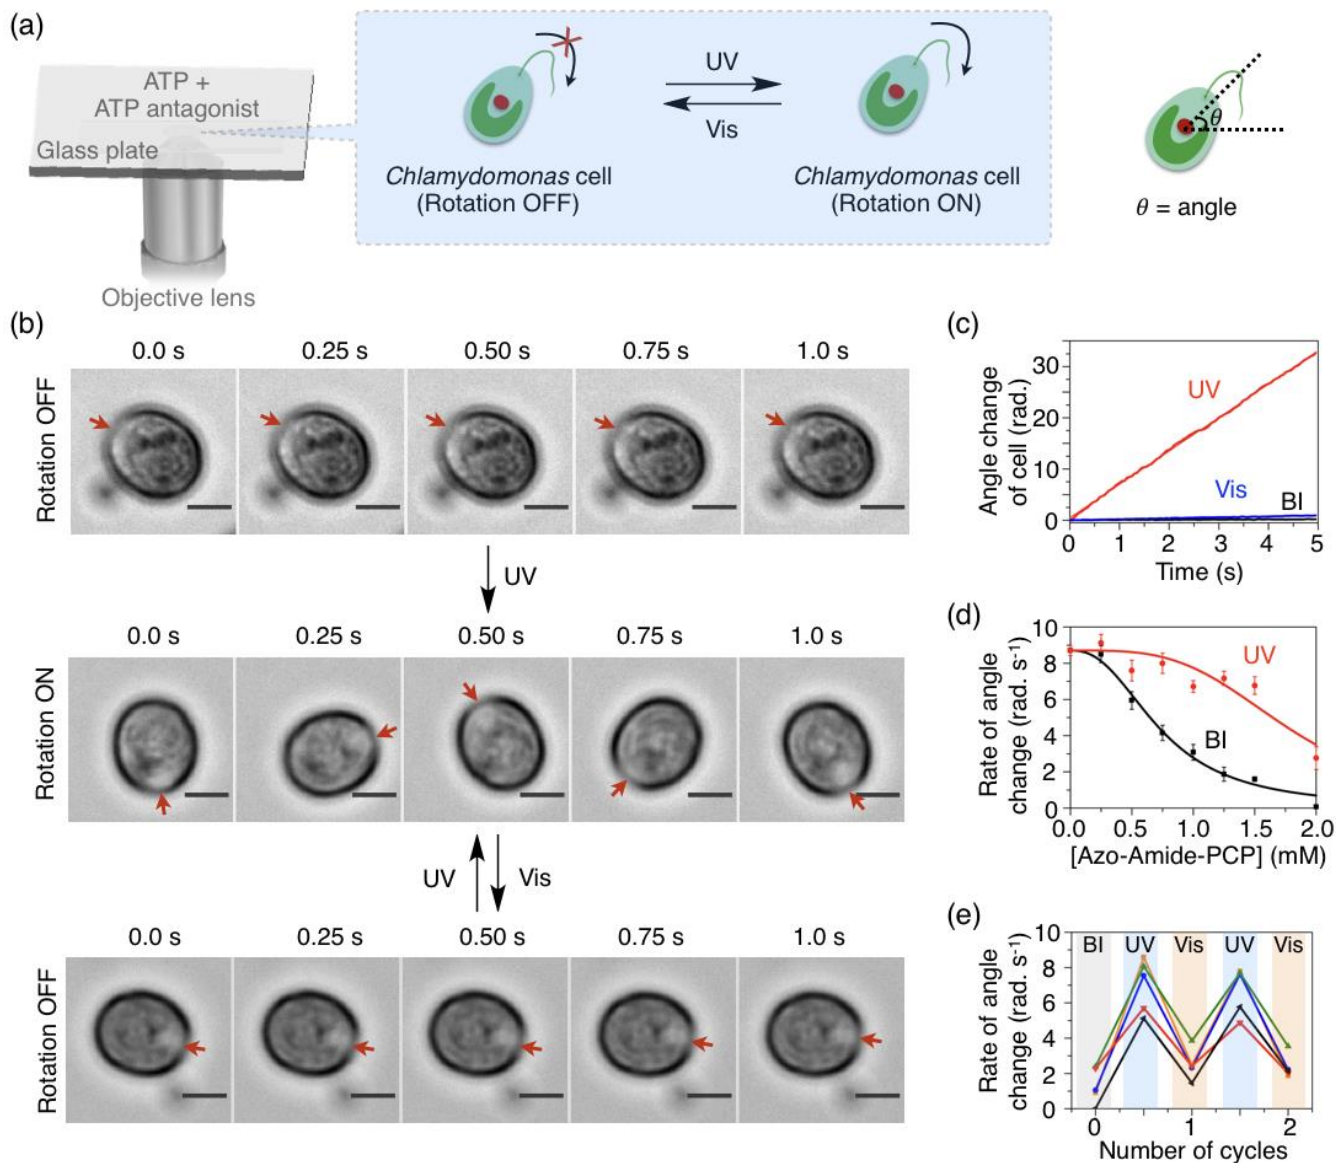 (a)
ATP +
ATP antagonist
Glass plate
Objective lens
UV
Vis
Chlamydomonas cell
(Rotation OFF)
Chlamydomonas cell
(Rotation ON)
θ
θ = angle
(b)
0.0 s 0.25 s 0.50 s 0.75 s 1.0 s
Rotation OFF
UV
0.0 s 0.25 s 0.50 s 0.75 s 1.0 s
Rotation ON
UV Vis
0.0 s 0.25 s 0.50 s 0.75 s 1.0 s
Rotation OFF
(c)
Angle change
of cell (rad.)
30
20
10
0
UV
Vis
BI
0 1 2 3 4 5
Time (s)
(d)
Rate of angle
change (rad. s⁻¹)
10
8
6
4
2
0
UV
BI
0.0 0.5 1.0 1.5 2.0
[Azo-Amide-PCP] (mM)
(e)
Rate of angle
change (rad. s⁻¹)
10
8
6
4
2
0
BI UV Vis UV Vis
0 1 2
Number of cycles